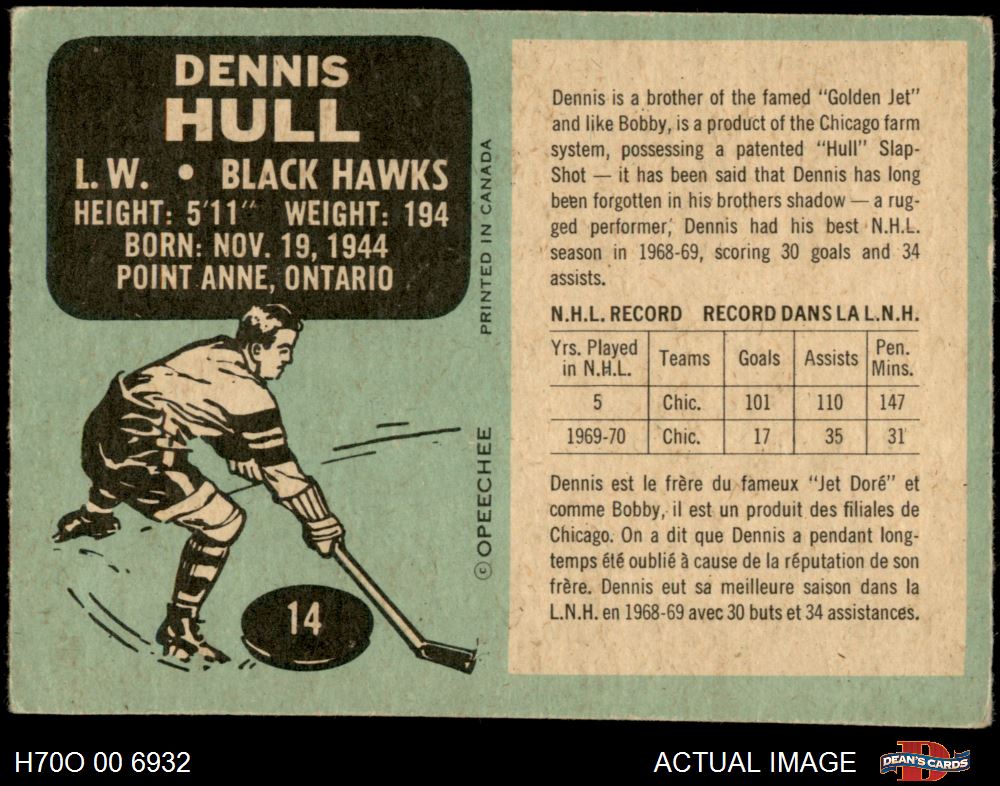 DENNIS
HULL
L.W. • BLACK HAWKS
HEIGHT: 5'11" WEIGHT: 194
BORN: NOV. 19, 1944
POINT ANNE, ONTARIO
14
©OPEECHEE PRINTED IN CANADA
Dennis is a brother of the famed "Golden Jet"
and like Bobby, is a product of the Chicago farm
system, possessing a patented "Hull" Slap-
Shot — it has been said that Dennis has long
been forgotten in his brothers shadow — a rug-
ged performer, Dennis had his best N.H.L.
season in 1968-69, scoring 30 goals and 34
assists.
N.H.L. RECORD RECORD DANS LA L.N.H.
Yrs. Played in N.H.L. Teams Goals Assists Pen. Mins.
5 Chic. 101 110 147
1969-70 Chic. 17 35 31
Dennis est le frère du fameux "Jet Doré" et
comme Bobby, il est un produit des filiales de
Chicago. On a dit que Dennis a pendant long-
temps été oublié à cause de la réputation de son
frère. Dennis eut sa meilleure saison dans la
L.N.H. en 1968-69 avec 30 buts et 34 assistances.
H70O 00 6932
ACTUAL IMAGE
D
DEAN'S CARDS